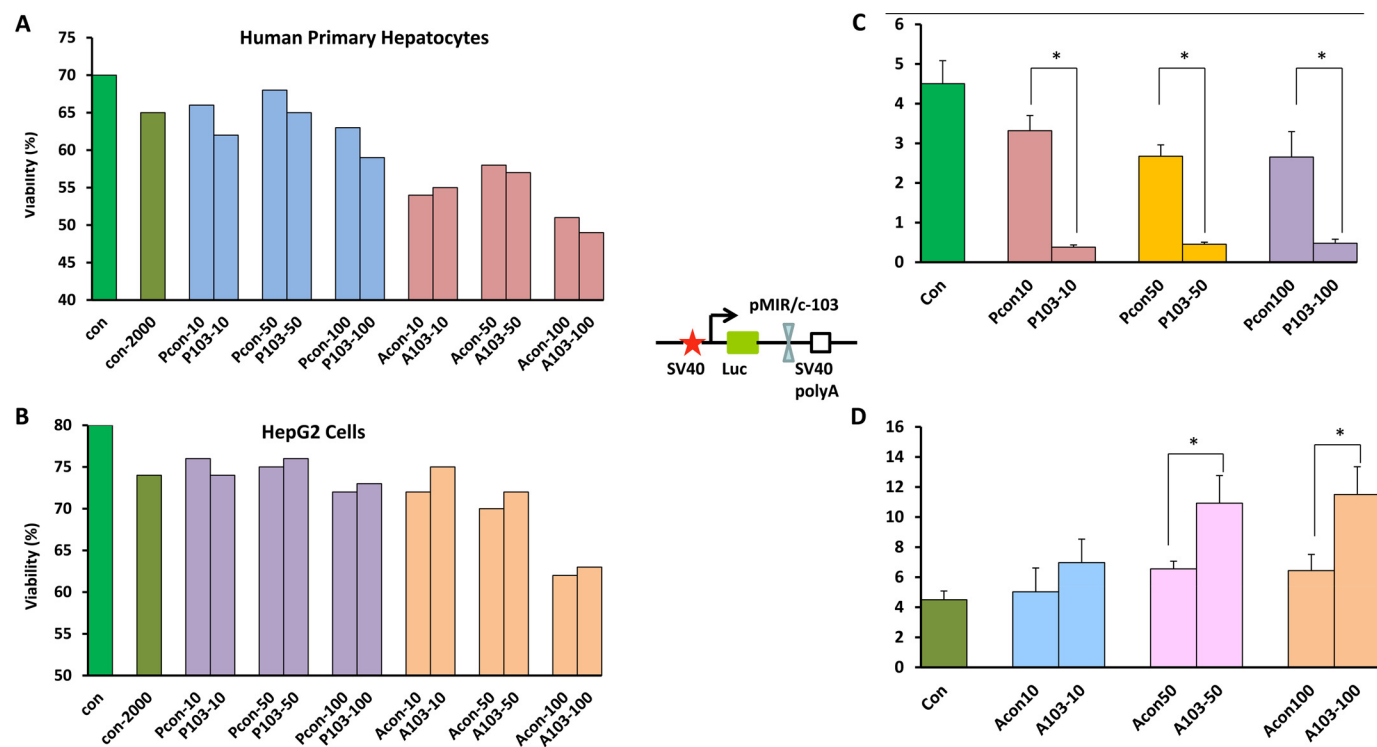 A
Human Primary Hepatocytes
Viability (%)
75
70
65
60
55
50
45
40
con
con-2000
Pcon-10
P103-10
Pcon-50
P103-50
Pcon-100
P103-100
Acon-10
A103-10
Acon-50
A103-50
Acon-100
A103-100
B
HepG2 Cells
Viability (%)
80
75
70
65
60
55
50
con
con-2000
Pcon-10
P103-10
Pcon-50
P103-50
Pcon-100
P103-100
Acon-10
A103-10
Acon-50
A103-50
Acon-100
A103-100
pMIR/c-103
SV40
Luc
SV40
polyA
C
6
5
4
3
2
1
0
*
*
*
Con
Pcon10
P103-10
Pcon50
P103-50
Pcon100
P103-100
D
16
14
12
10
8
6
4
2
0
*
*
Con
Acon10
A103-10
Acon50
A103-50
Acon100
A103-100